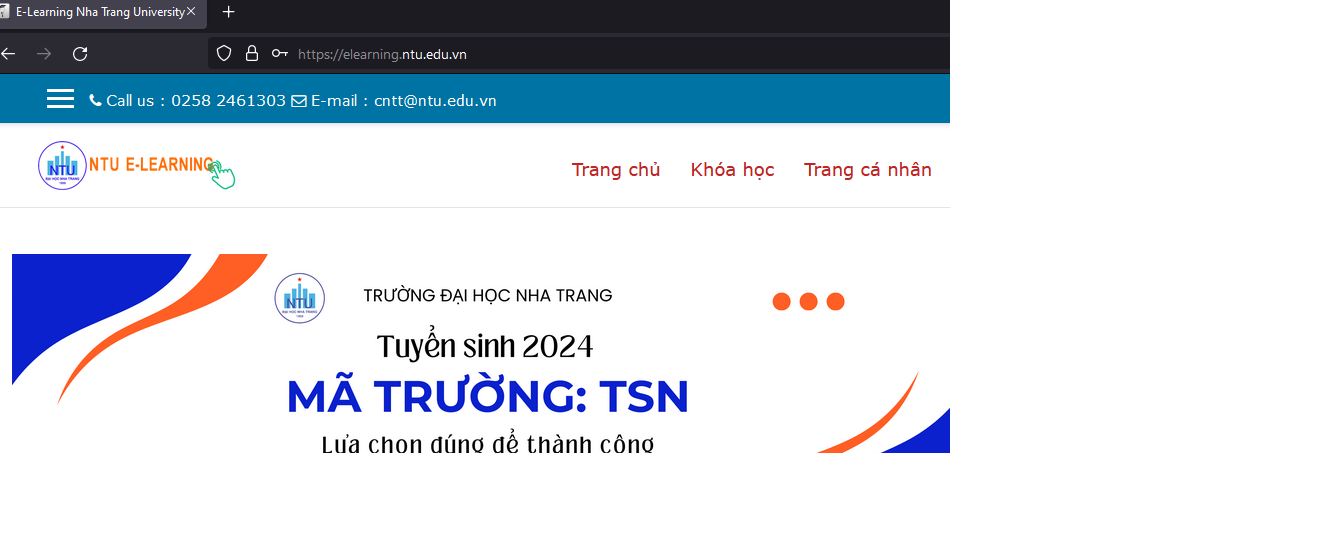 E-Learning Nha Trang University
https://elearning.ntu.edu.vn
Call us : 0258 2461303 E-mail : cntt@ntu.edu.vn
NTU
ĐẠI HỌC NHA TRANG
1959
NTU E-LEARNING
Trang chủ Khóa học Trang cá nhân
NTU
ĐẠI HỌC NHA TRANG
1959
TRƯỜNG ĐẠI HỌC NHA TRANG
Tuyển sinh 2024
MÃ TRƯỜNG: TSN
Lựa chọn đúng để thành công